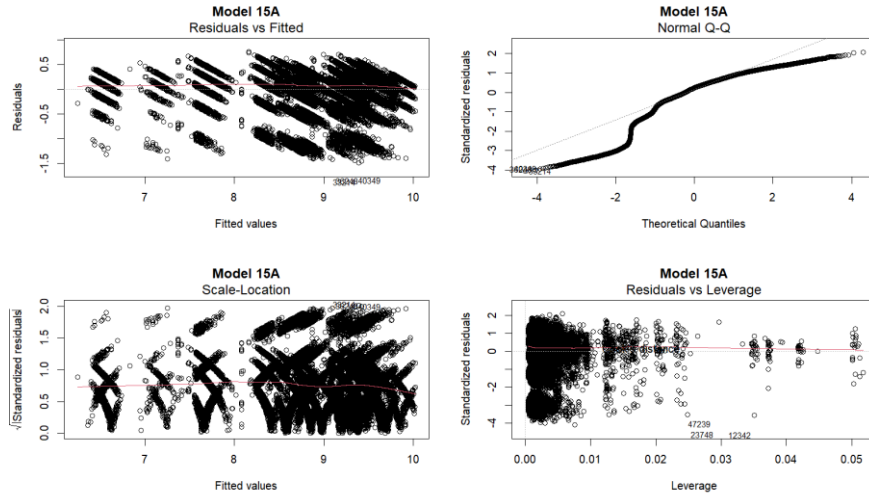 Model 15A
Residuals vs Fitted
Residuals
0.5
-0.5
-1.5
7
8
9
10
Fitted values
Model 15A
Normal Q-Q
Standardized residuals
2
1
0
-1
-2
-3
-4
-4
-2
0
2
4
Theoretical Quantiles
Model 15A
Scale-Location
√|Standardized residuals
2.0
1.5
1.0
0.5
0.0
7
8
9
10
Fitted values
Model 15A
Residuals vs Leverage
Standardized residuals
2
1
0
-2
-4
47239
23748
12342
0.00
0.01
0.02
0.03
0.04
0.05
Leverage